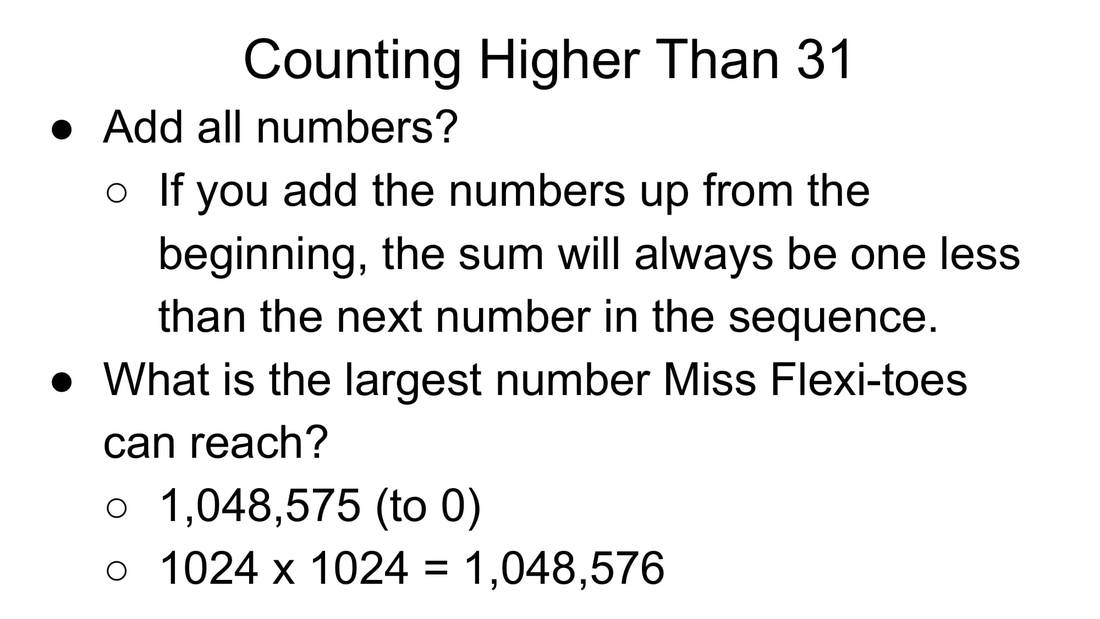 Counting Higher Than 31
● Add all numbers?
○ If you add the numbers up from the
beginning, the sum will always be one less
than the next number in the sequence.
● What is the largest number Miss Flexi-toes
can reach?
○ 1,048,575 (to 0)
○ 1024 x 1024 = 1,048,576